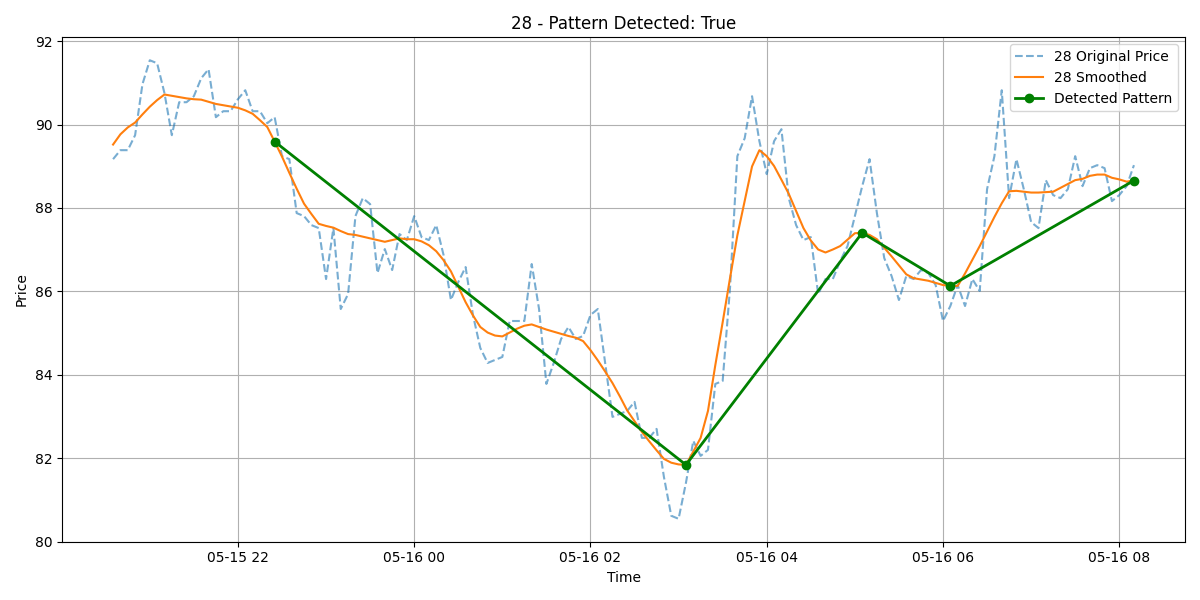 28 - Pattern Detected: True
28 Original Price
28 Smoothed
Detected Pattern
Price
92
90
88
86
84
82
80
05-15 22
05-16 00
05-16 02
05-16 04
05-16 06
05-16 08
Time